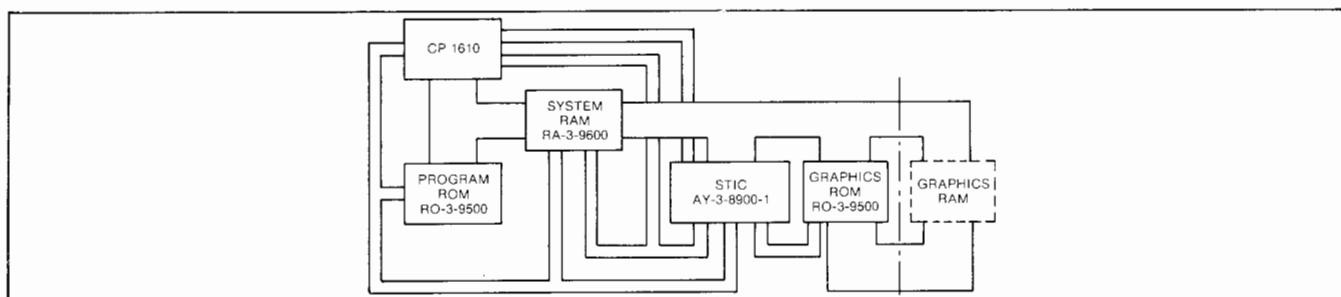 CP 1610
SYSTEM
RAM
RA-3-9600
PROGRAM
ROM
RO-3-9500
STIC
AY-3-8900-1
GRAPHICS
ROM
RO-3-9500
GRAPHICS
RAM